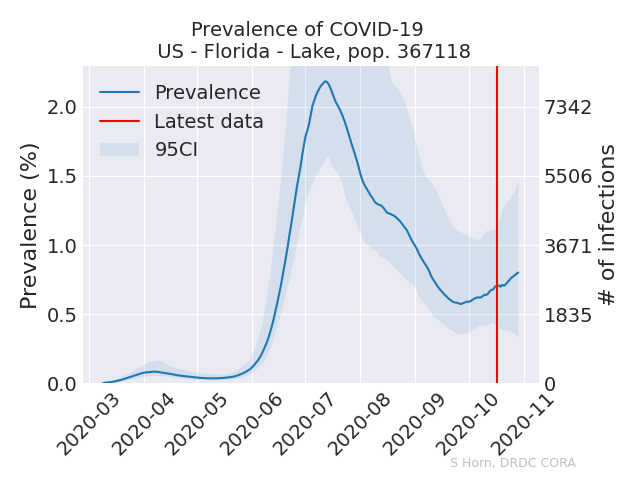 Prevalence of COVID-19
US - Florida - Lake, pop. 367118
Prevalence
Latest data
95CI
Prevalence (%)
2.0
1.5
1.0
0.5
0.0
7342
5506
3671
1835
0
# of infections
2020-03
2020-04
2020-05
2020-06
2020-07
2020-08
2020-09
2020-10
2020-11
S Horn, DRDC CORA